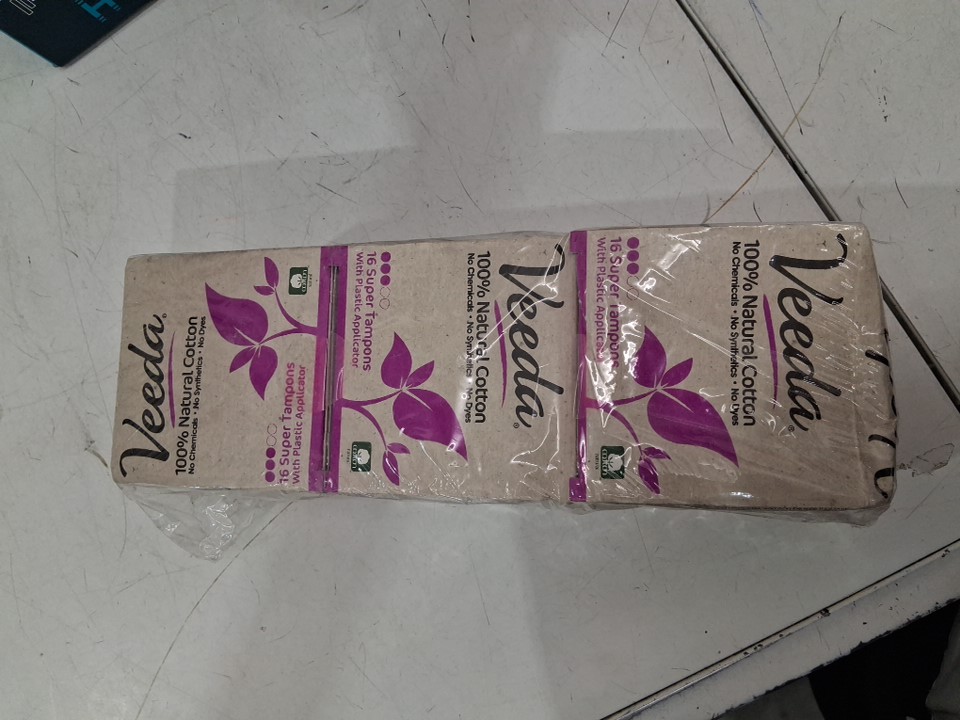 Veeda®
100% Natural Cotton
No Chemicals • No Synthetics • No Dyes
16 Super Tampons
With Plastic Applicator
Veeda®
100% Natural Cotton
No Chemicals • No Synthetics • No Dyes
16 Super Tampons
With Plastic Applicator
Veeda®
100% Natural Cotton
No Chemicals • No Synthetics • No Dyes
16 Super Tampons
With Plastic Applicator